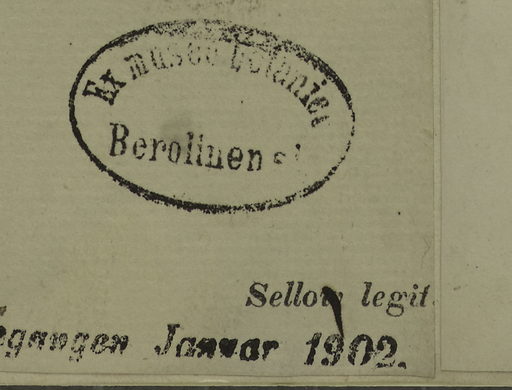 Ex museo botanico
Berolinensi
Sellow legit.
gangen Januar 1902.